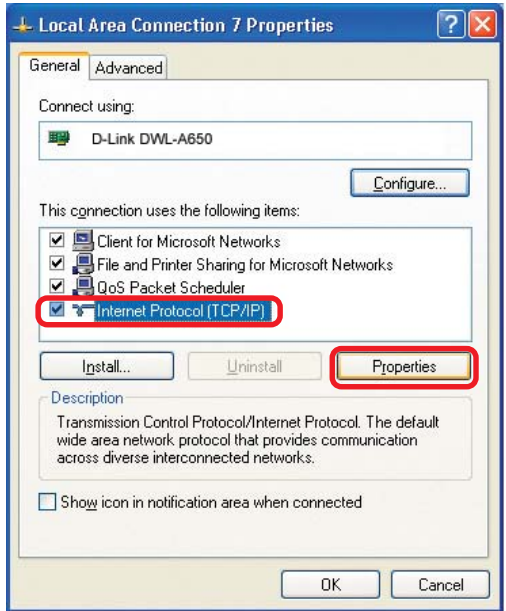 Local Area Connection 7 Properties
General
Advanced
Connect using:
D-Link DWL-A650
Configure...
This connection uses the following items:
Client for Microsoft Networks
File and Printer Sharing for Microsoft Networks
QoS Packet Scheduler
Internet Protocol (TCP/IP)
Install...
Uninstall
Properties
Description
Transmission Control Protocol/Internet Protocol. The default
wide area network protocol that provides communication
across diverse interconnected networks.
Show icon in notification area when connected
OK
Cancel